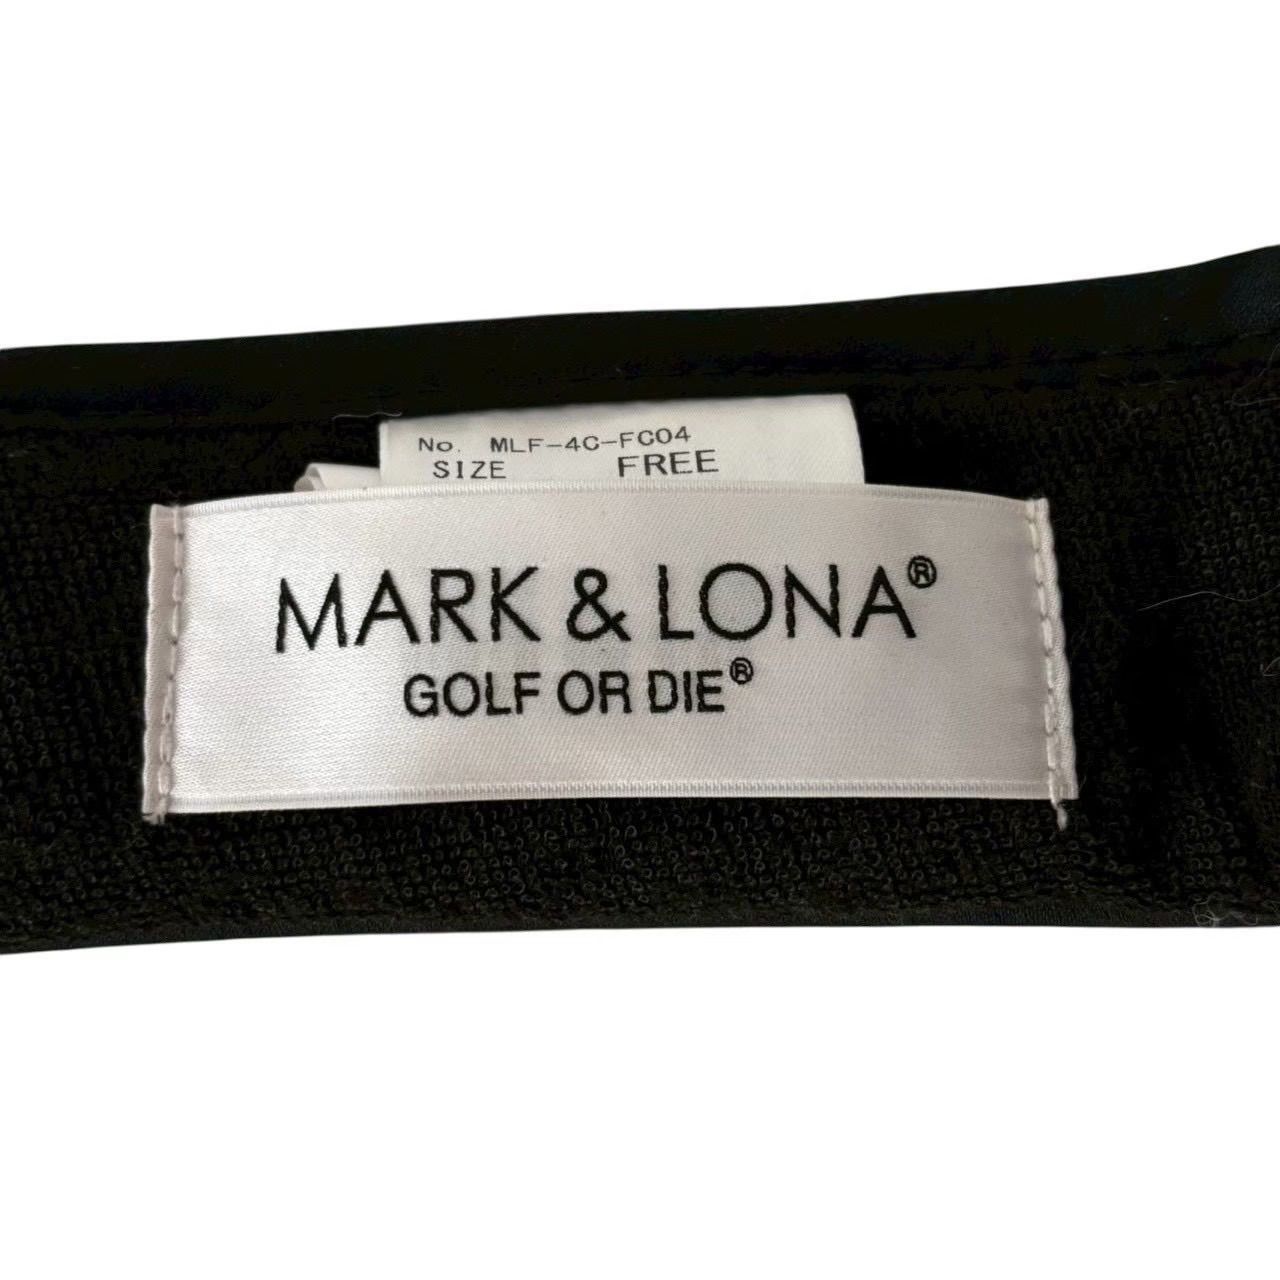 No. MLF-4C-FC04
SIZE FREE
MARK & LONA®
GOLF OR DIE®